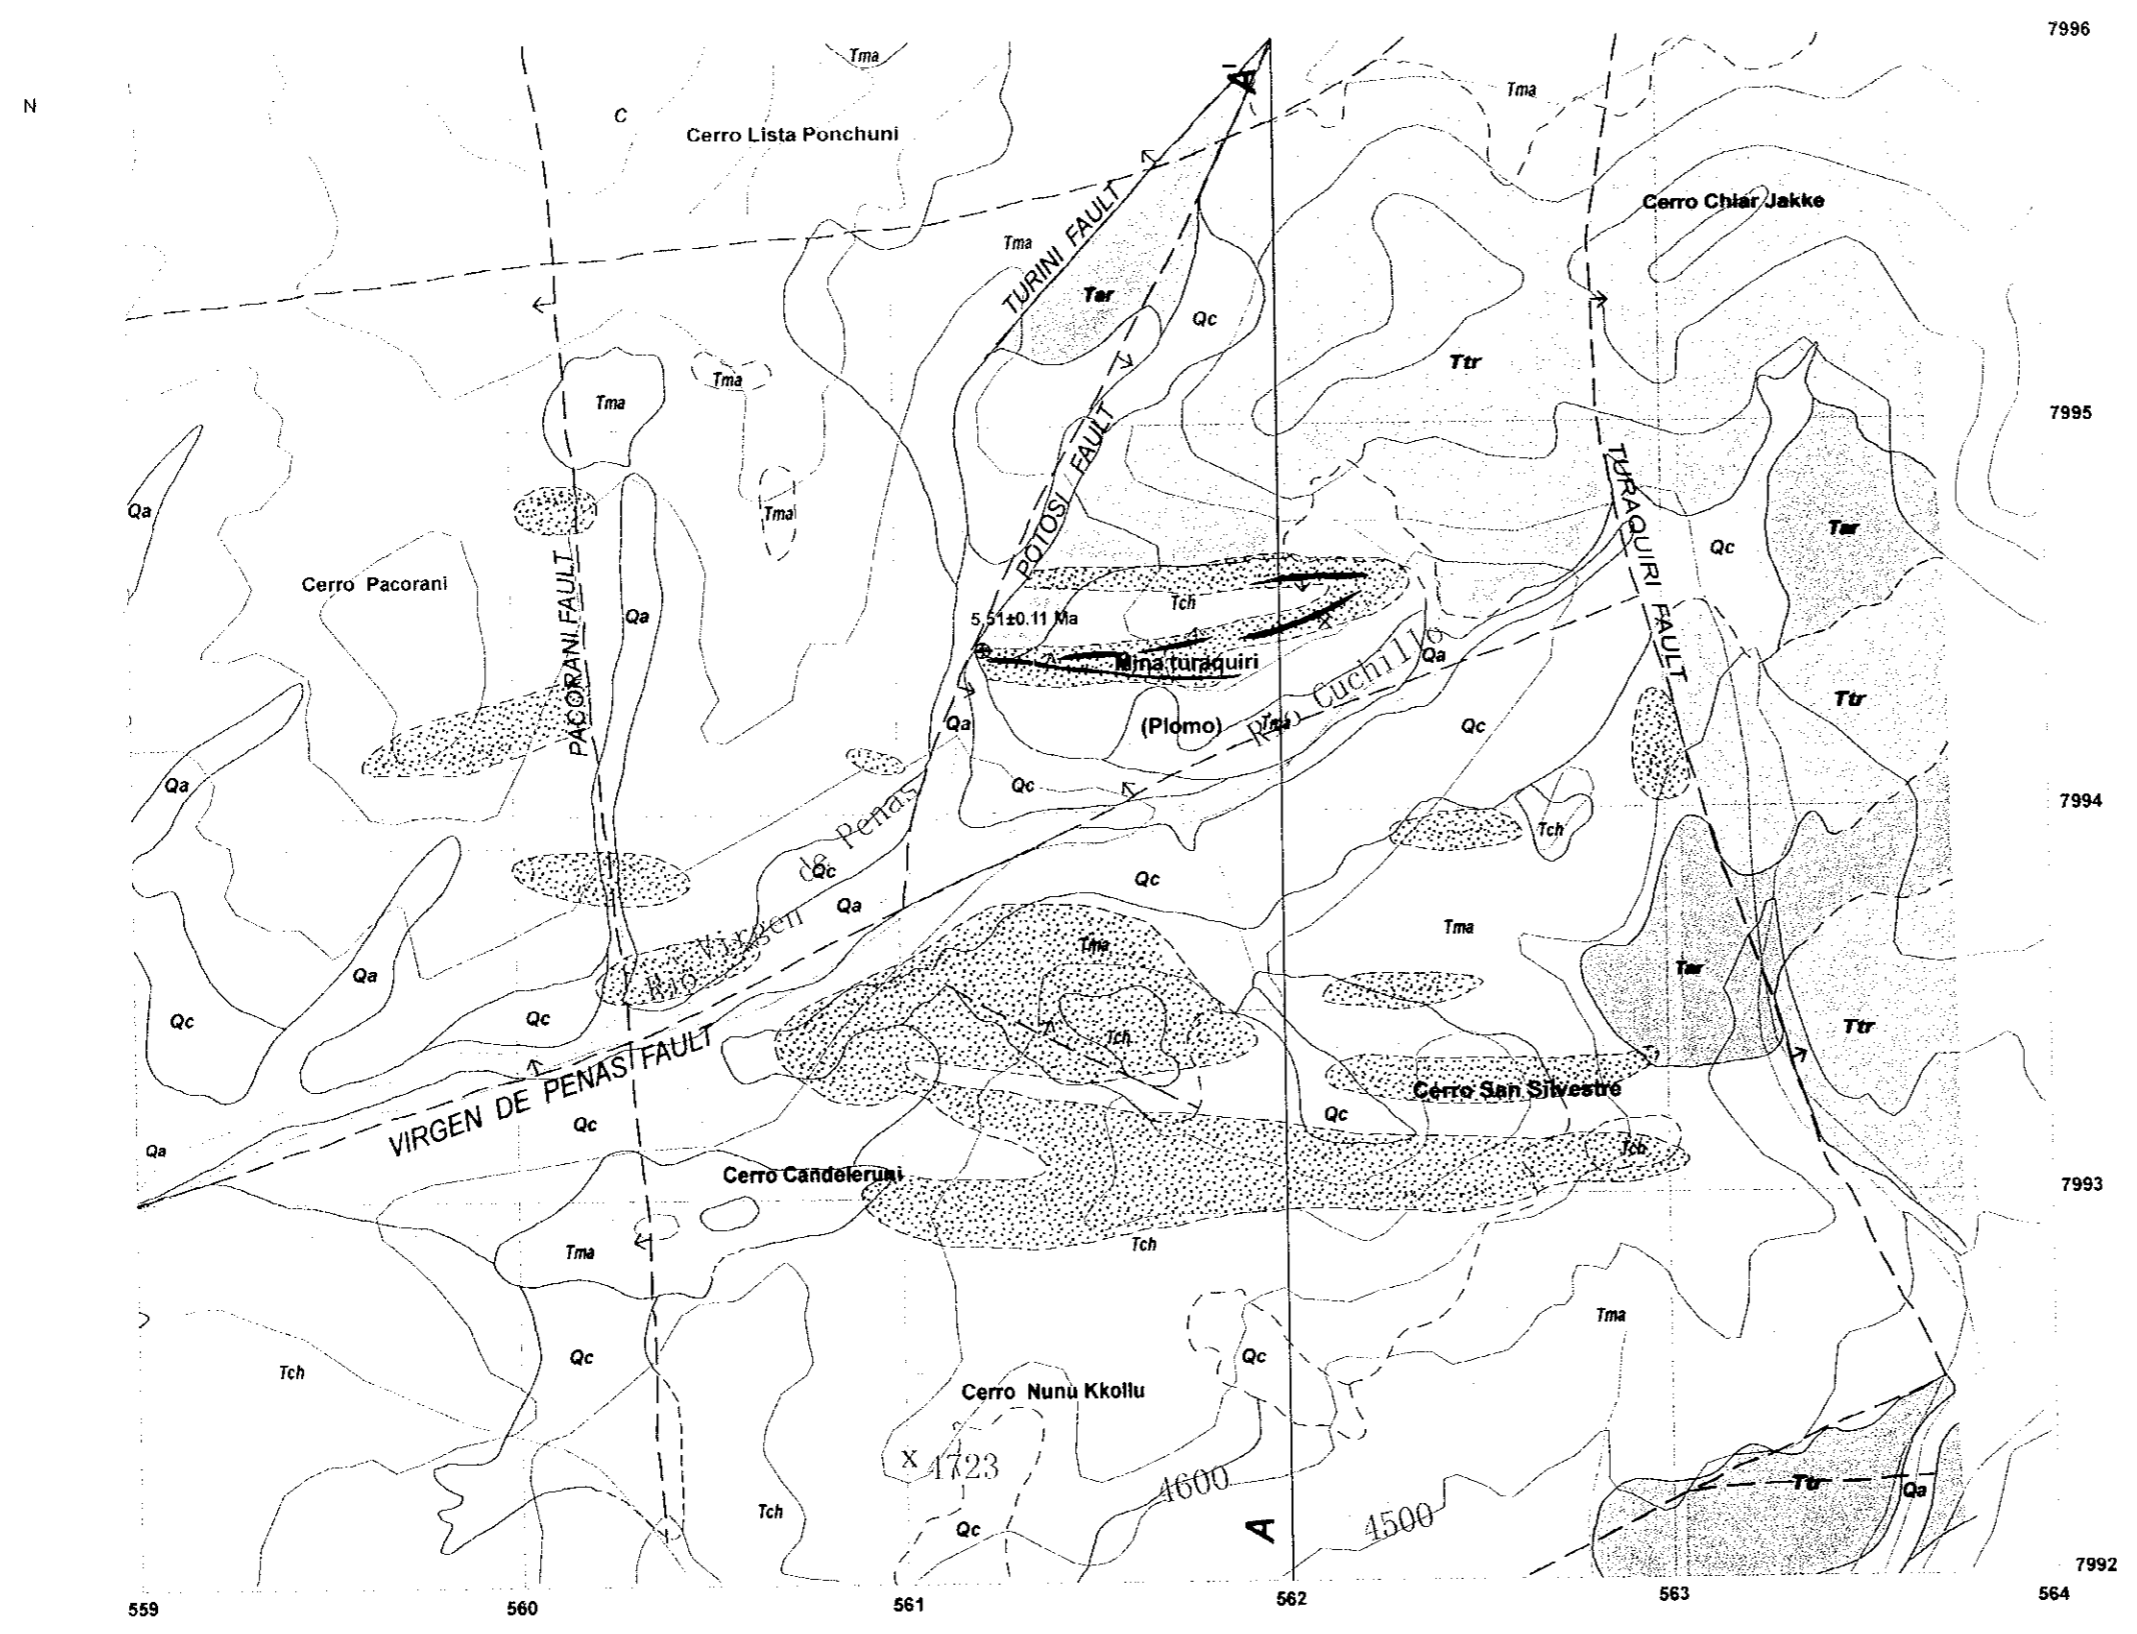 7996
Tma
Tma
N
C
Cerro Lista Ponchuni
A
Cerro Chiar Jakke
TURINI FAULT
Tma
Tar
Qc
Ttr
Tma
Tma
7995
POTOSI FAULT
TURAQUIRI FAULT
Qa
Tma
Tar
Qc
Cerro Pacorani
PACORANI FAULT
Qa
Tch
5,51±0.11 Ma
X
Mina turaquiri
Qa
Rio Cuchillo
Ttr
Qa
(Plomo)
Tma
Qc
Qa
Qc
7994
Tch
Rio Virgen de Penas
Qc
Qc
Qa
Tma
Tma
Qa
Tar
Qc
Qc
Ttr
Tch
VIRGEN DE PENAS FAULT
Cerro San Silvestre
Qc
Qc
Qa
Tch
Cerro Candeleruni
7993
Tma
Tch
Tma
Qc
Qc
Tch
Cerro Nunu Kkollu
X 4723
4600
Ttr
Qa
Tch
Qc
A
4500
7992
559
560
561
562
563
564